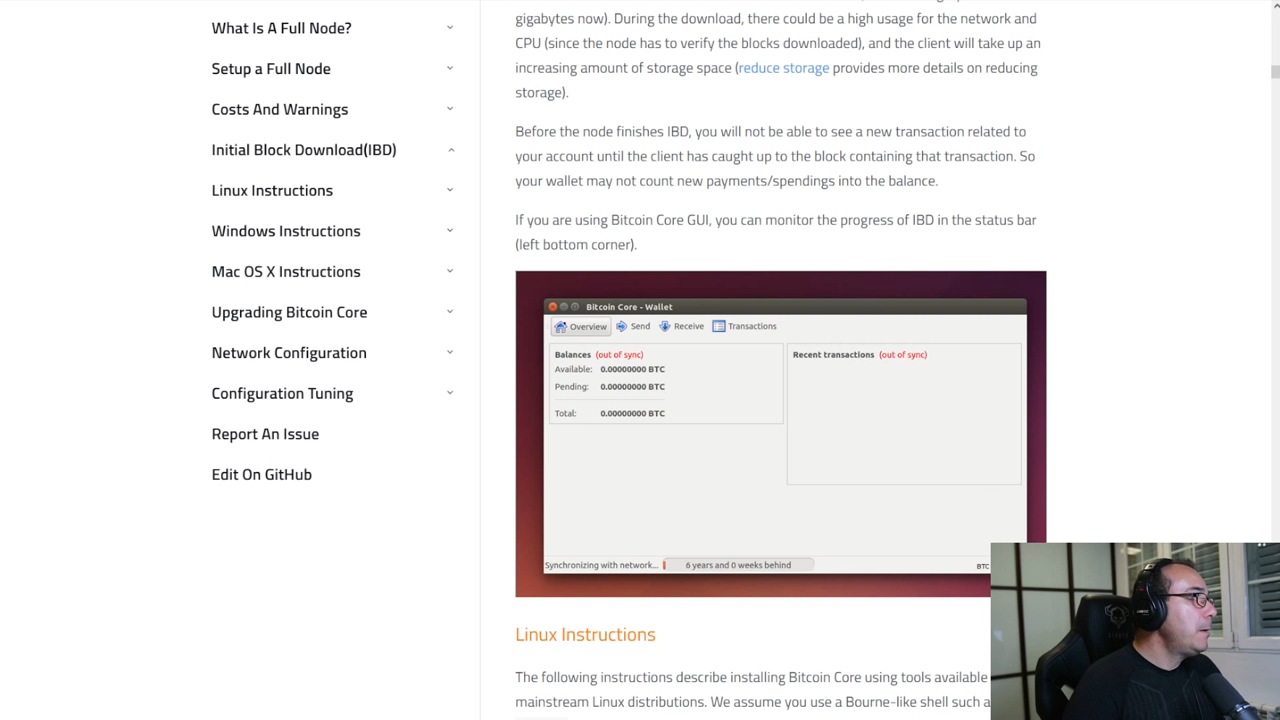 What Is A Full Node?
Setup a Full Node
Costs And Warnings
Initial Block Download(IBD)
Linux Instructions
Windows Instructions
Mac OS X Instructions
Upgrading Bitcoin Core
Network Configuration
Configuration Tuning
Report An Issue
Edit On GitHub
gigabytes now). During the download, there could be a high usage for the network and
CPU (since the node has to verify the blocks downloaded), and the client will take up an
increasing amount of storage space (reduce storage provides more details on reducing
storage).
Before the node finishes IBD, you will not be able to see a new transaction related to
your account until the client has caught up to the block containing that transaction. So
your wallet may not count new payments/spendings into the balance.
If you are using Bitcoin Core GUI, you can monitor the progress of IBD in the status bar
(left bottom corner).
Bitcoin Core - Wallet
Overview Send Receive Transactions
Balances (out of sync)
Available: 0.00000000 BTC
Pending: 0.00000000 BTC
Total: 0.00000000 BTC
Recent transactions (out of sync)
Synchronizing with network... 6 years and 0 weeks behind BTC
Linux Instructions
The following instructions describe installing Bitcoin Core using tools available
mainstream Linux distributions. We assume you use a Bourne-like shell such a